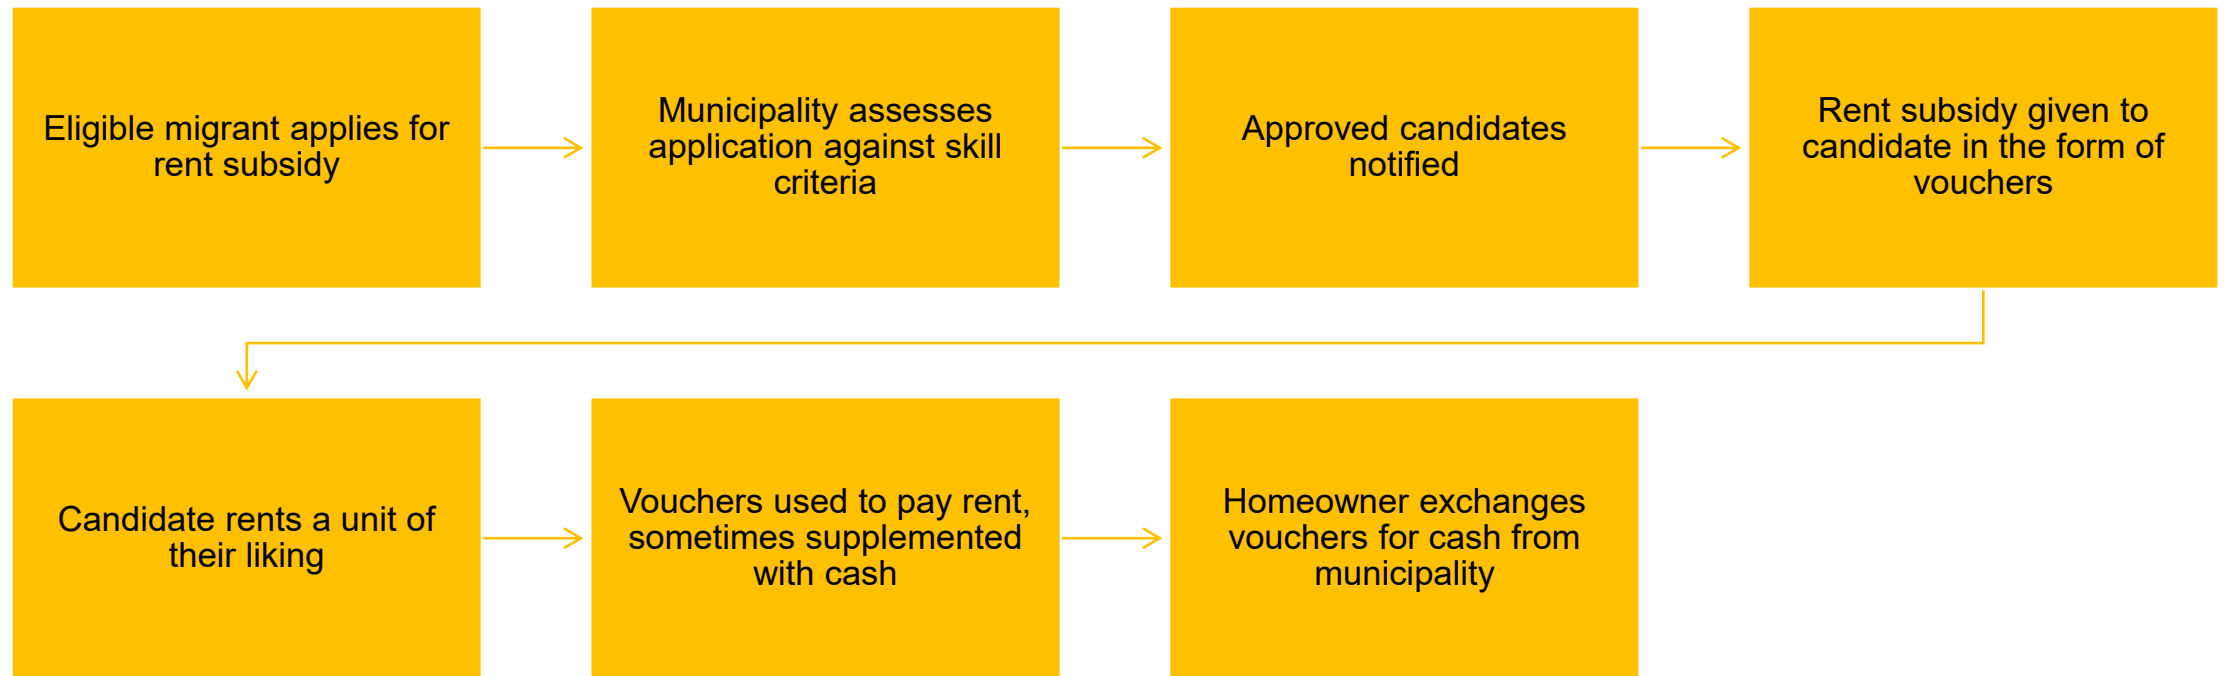 Eligible migrant applies for
rent subsidy
Municipality assesses
application against skill
criteria
Approved candidates
notified
Rent subsidy given to
candidate in the form of
vouchers
Candidate rents a unit of
their liking
Vouchers used to pay rent,
sometimes supplemented
with cash
Homeowner exchanges
vouchers for cash from
municipality